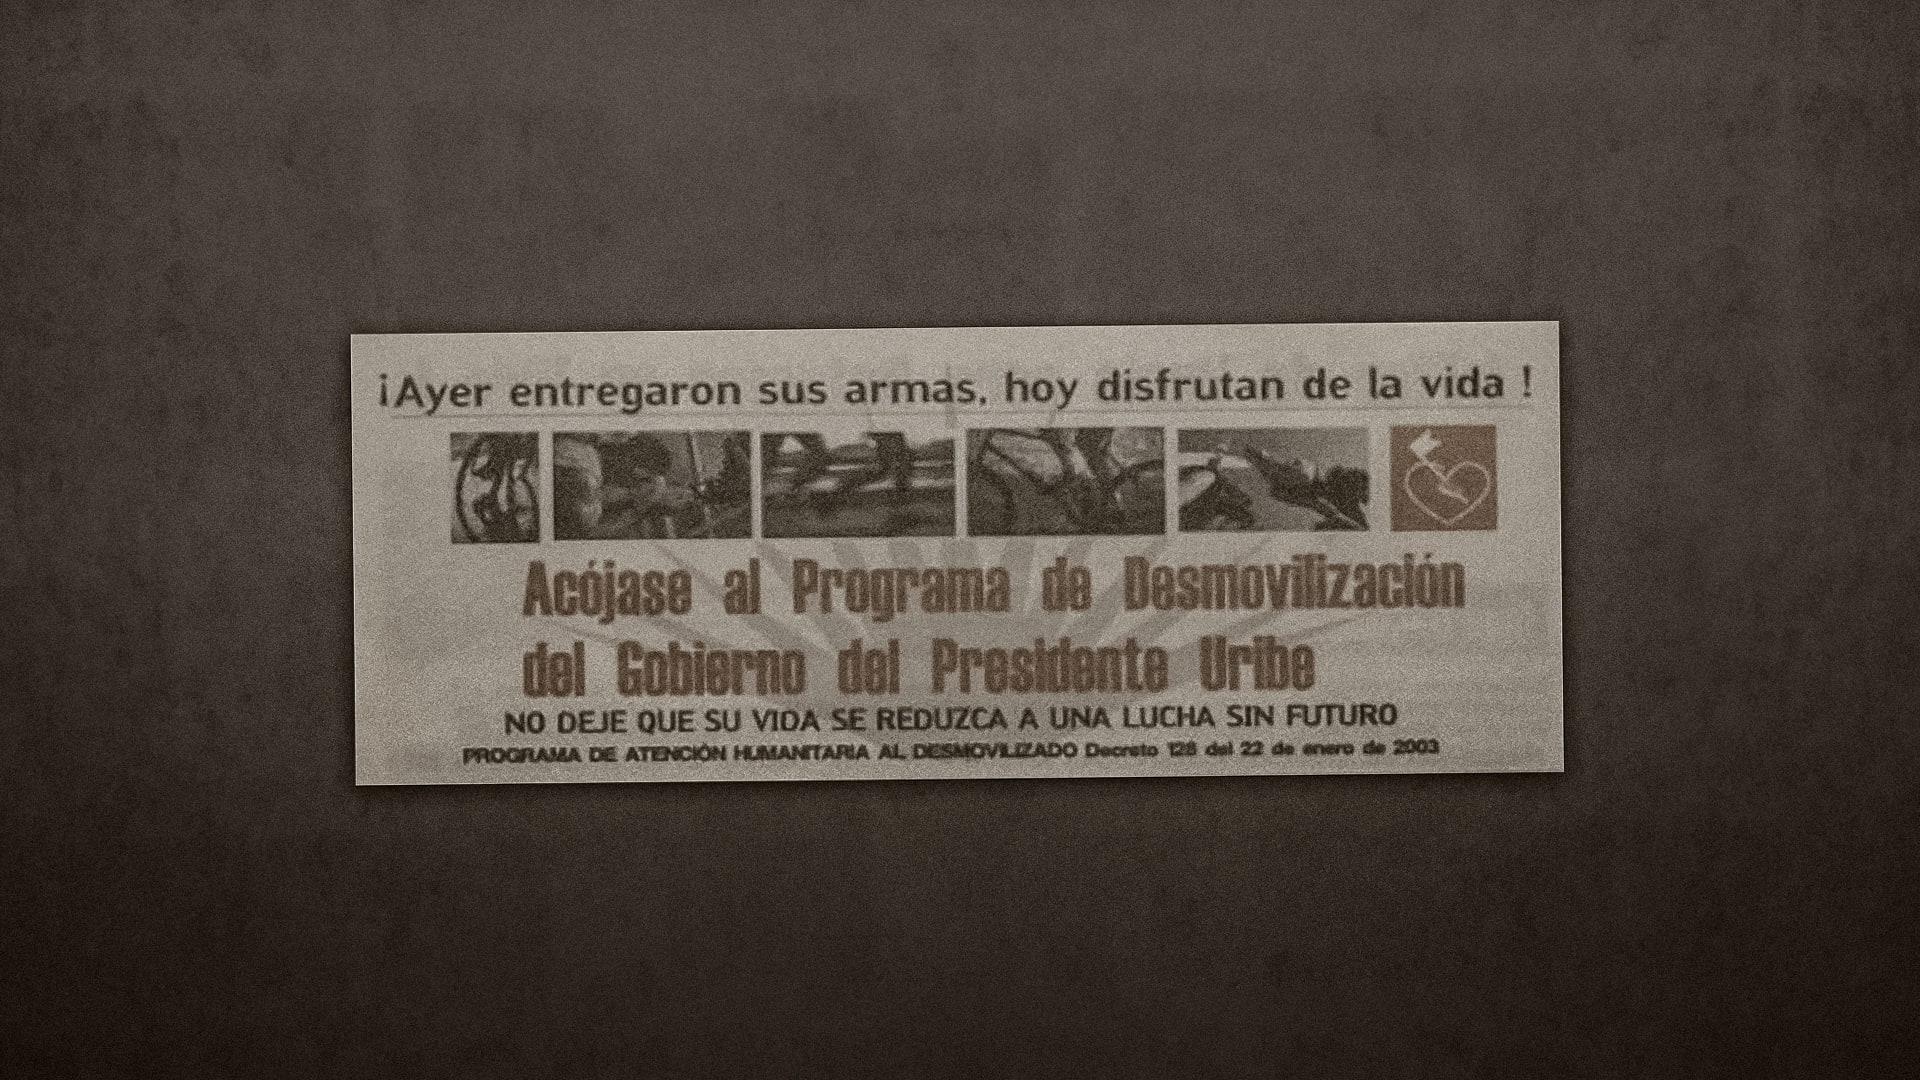 ¡Ayer entregaron sus armas, hoy disfrutan de la vida !
Acójase al Programa de Desmovilización
del Gobierno del Presidente Uribe
NO DEJE QUE SU VIDA SE REDUZCA A UNA LUCHA SIN FUTURO
PROGRAMA DE ATENCIÓN HUMANITARIA AL DESMOVILIZADO Decreto 128 del 22 de enero de 2003